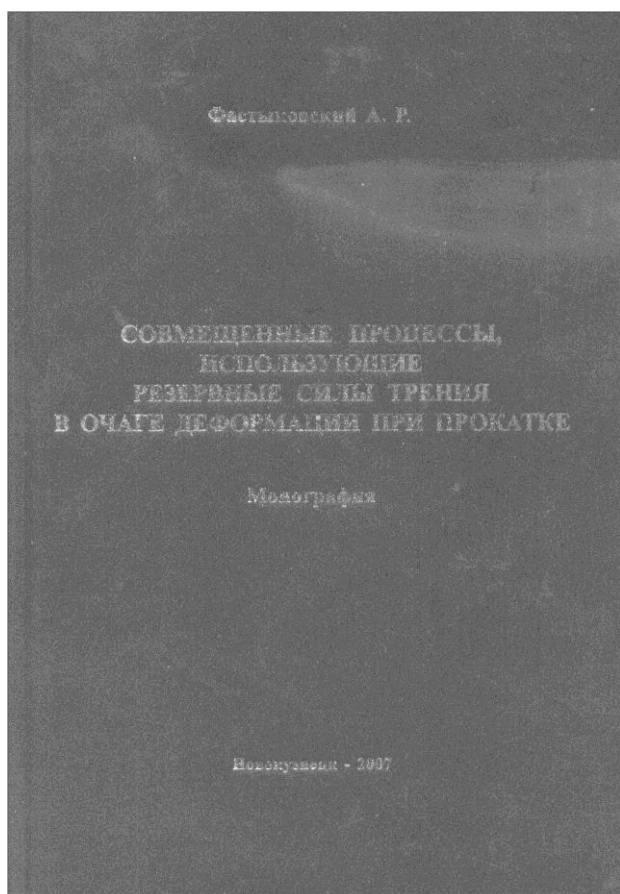 Фастыковский А. Р.
СОВМЕЩЕННЫЕ ПРОЦЕССЫ,
ИСПОЛЬЗУЮЩИЕ
РЕЗЕРВНЫЕ СИЛЫ ТРЕНИЯ
В ОЧАГЕ ДЕФОРМАЦИИ ПРИ ПРОКАТКЕ
Монография
Новокузнецк - 2007